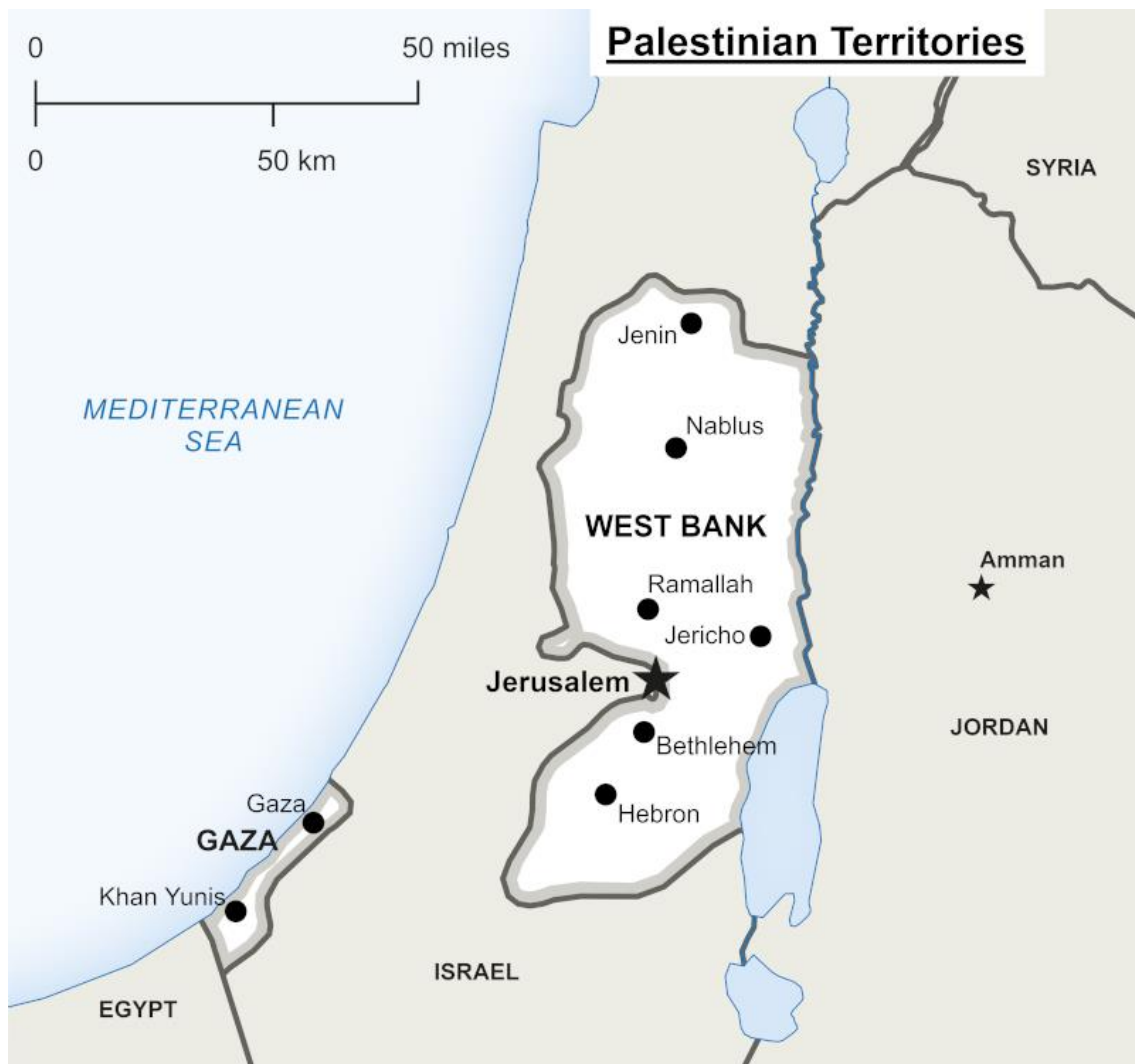 Palestinian Territories
0 50 miles
0 50 km
SYRIA
Jenin
MEDITERRANEAN
SEA
Nablus
WEST BANK
Amman
Ramallah
Jericho
Jerusalem
JORDAN
Bethlehem
Gaza
Hebron
GAZA
Khan Yunis
ISRAEL
EGYPT